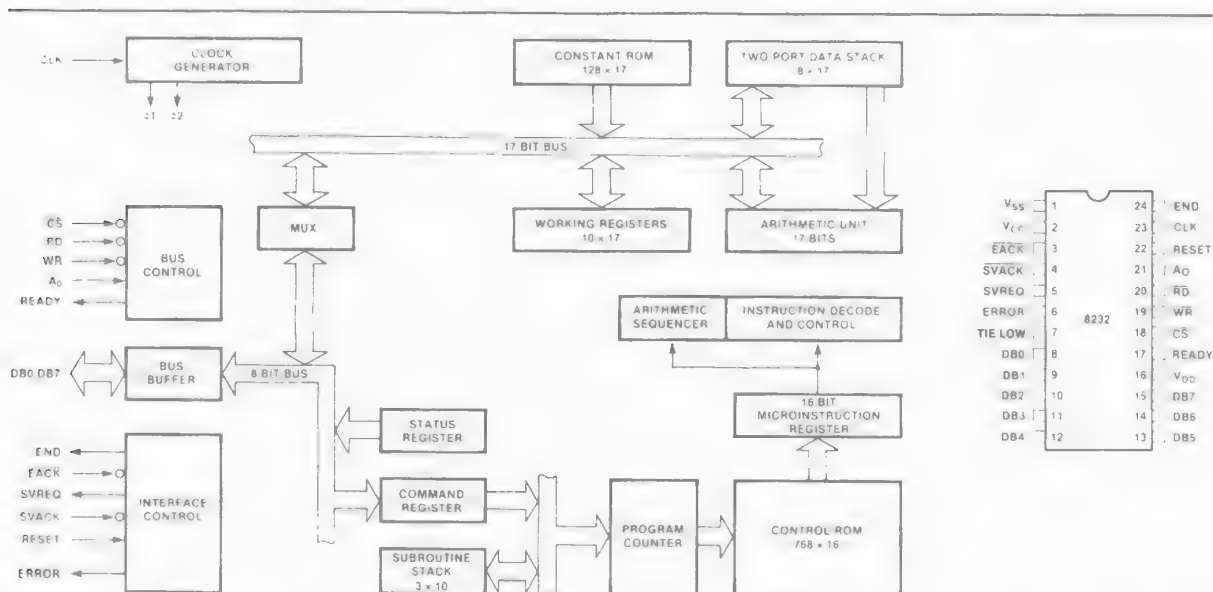 CLK
CLOCK
GENERATOR
φ1 φ2
CONSTANT ROM
128 × 17
TWO PORT DATA STACK
8 × 17
17 BIT BUS
MUX
WORKING REGISTERS
10 × 17
ARITHMETIC UNIT
17 BITS
CS
RD
WR
A0
READY
BUS
CONTROL
ARITHMETIC
SEQUENCER
INSTRUCTION DECODE
AND CONTROL
DB0 DB7
BUS
BUFFER
8 BIT BUS
STATUS
REGISTER
16 BIT
MICROINSTRUCTION
REGISTER
END
EACK
SVREQ
SVACK
RESET
ERROR
INTERFACE
CONTROL
COMMAND
REGISTER
SUBROUTINE
STACK
3 × 10
PROGRAM
COUNTER
CONTROL ROM
768 × 16
VSS 1 24 END
VCC 2 23 CLK
EACK 3 22 RESET
SVACK 4 21 A0
SVREQ 5 20 RD
ERROR 6 19 WR
TIE LOW 7 18 CS
DB0 8 17 READY
DB1 9 16 VDD
DB2 10 15 DB7
DB3 11 14 DB6
DB4 12 13 DB5
8232